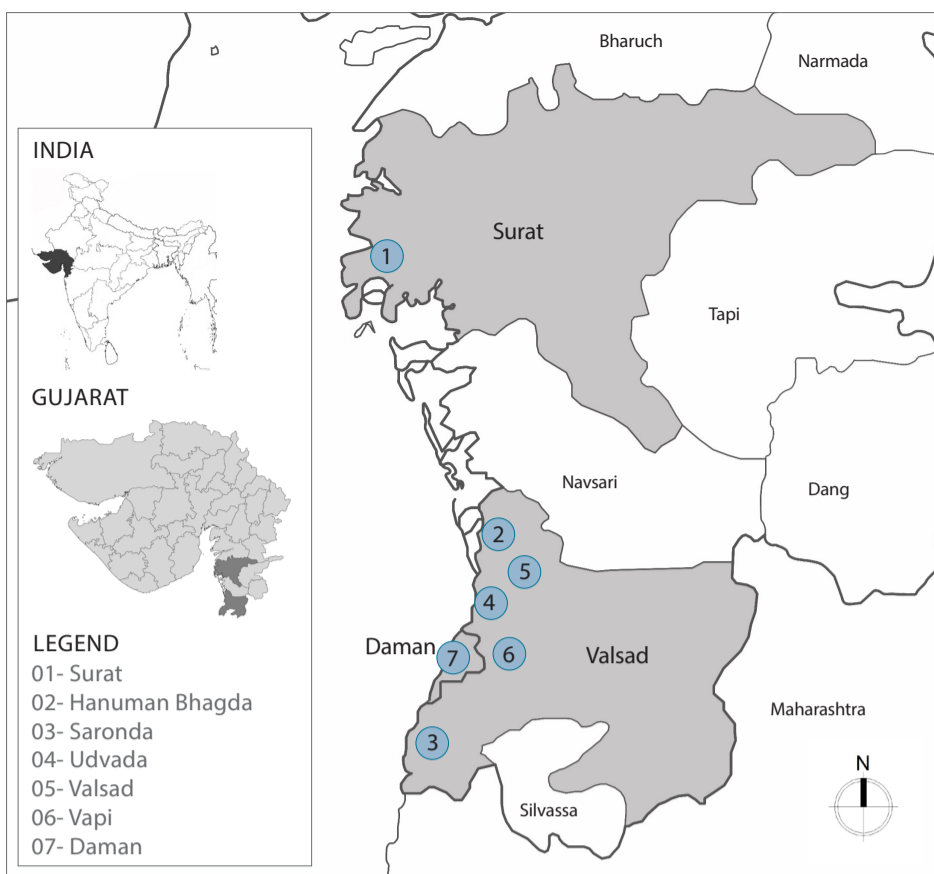 INDIA
GUJARAT
LEGEND
01- Surat
02- Hanuman Bhagda
03- Saronda
04- Udvada
05- Valsad
06- Vapi
07- Daman
Bharuch
Narmada
Surat
1
Tapi
Navsari
Dang
2
5
4
Daman
7
6
Valsad
Maharashtra
3
Silvassa
N